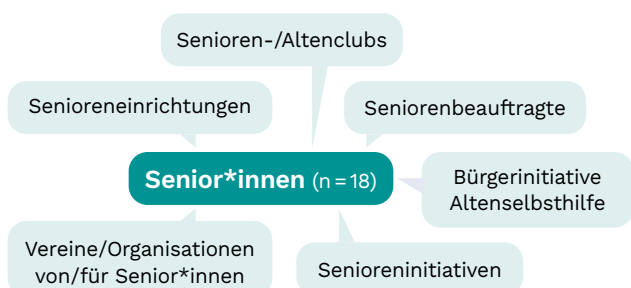 Senioren-/Altenclubs
Senioreneinrichtungen
Seniorenbeauftragte
Senior*innen (n = 18)
Bürgerinitiative
Altenselbsthilfe
Vereine/Organisationen
von/für Senior*innen
Senioreninitiativen